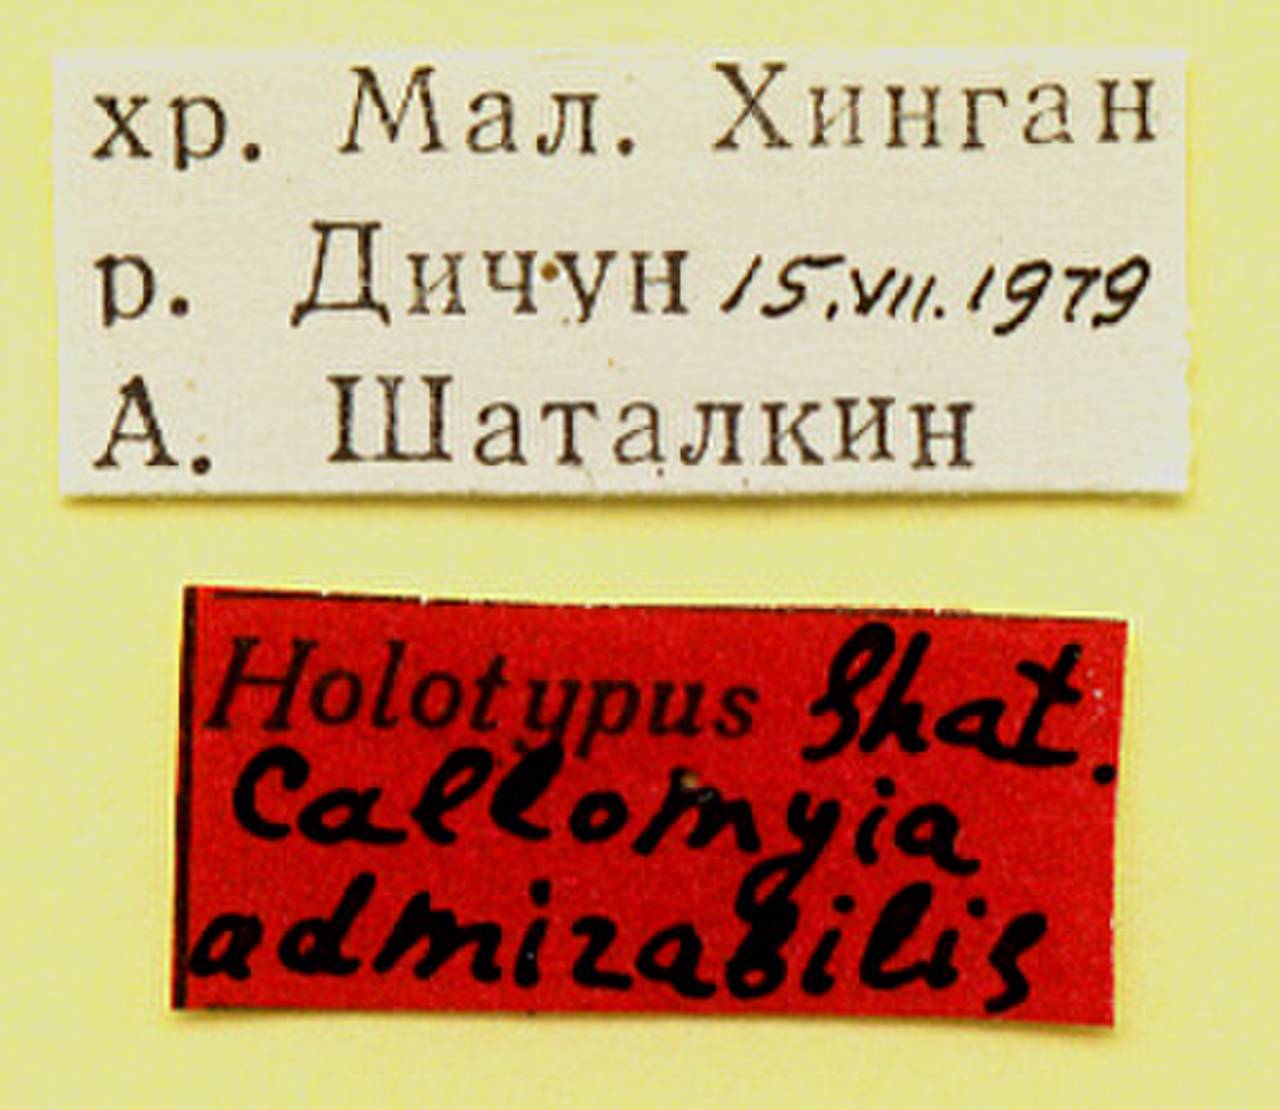 хр. Мал. Хинган
р. Дичун 15.VII.1979
А. Шаталкин
Holotypus Shat.
Callomyia
admirabilis